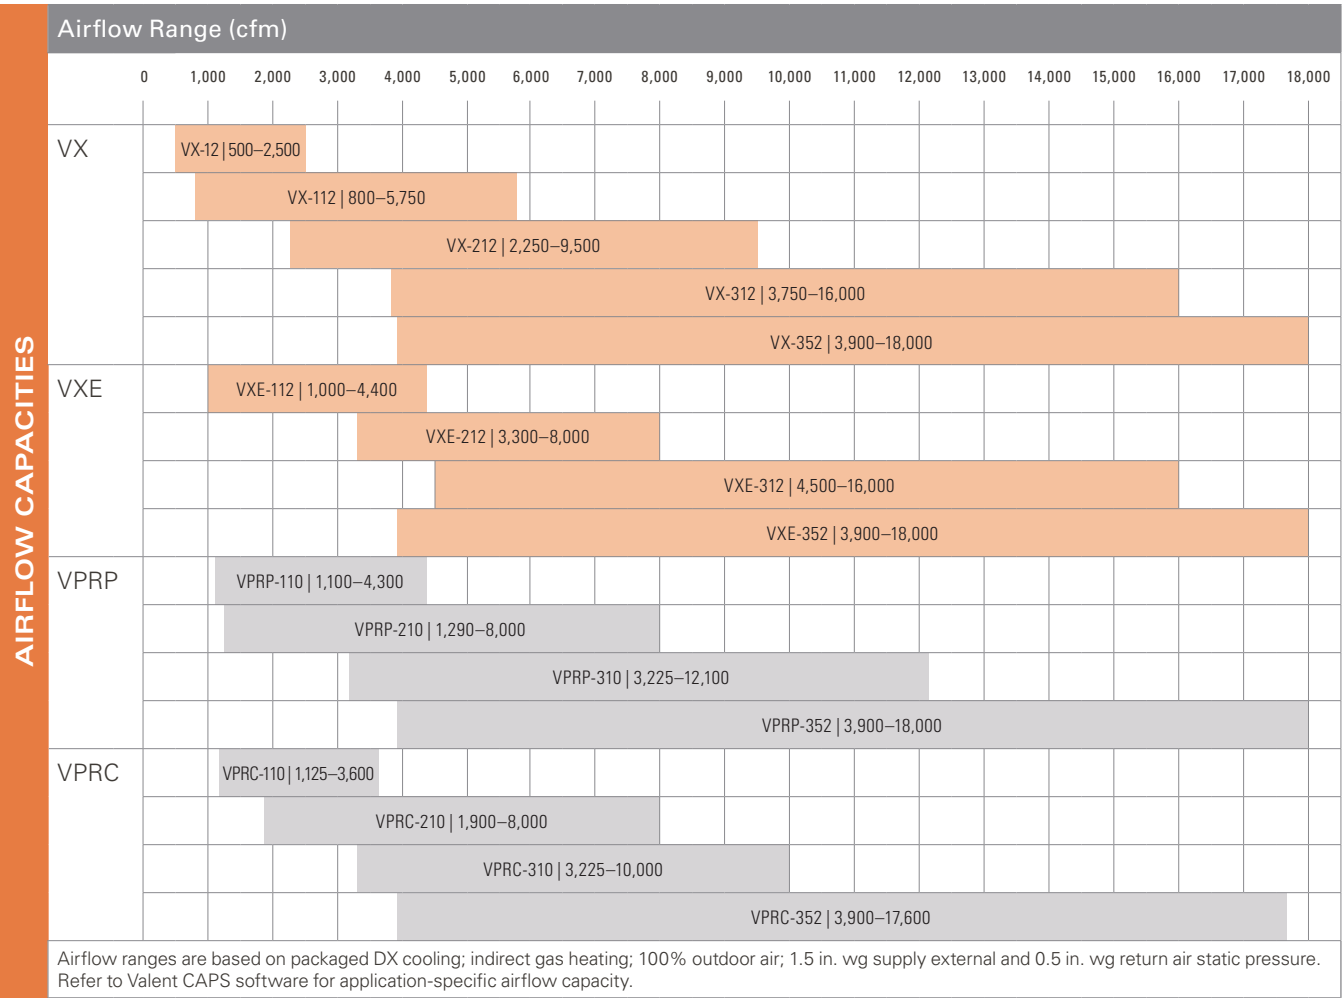 AIRFLOW CAPACITIES
Airflow Range (cfm)
0 1,000 2,000 3,000 4,000 5,000 6,000 7,000 8,000 9,000 10,000 11,000 12,000 13,000 14,000 15,000 16,000 17,000 18,000
VX
VX-12 | 500–2,500
VX-112 | 800–5,750
VX-212 | 2,250–9,500
VX-312 | 3,750–16,000
VX-352 | 3,900–18,000
VXE
VXE-112 | 1,000–4,400
VXE-212 | 3,300–8,000
VXE-312 | 4,500–16,000
VXE-352 | 3,900–18,000
VPRP
VPRP-110 | 1,100–4,300
VPRP-210 | 1,290–8,000
VPRP-310 | 3,225–12,100
VPRP-352 | 3,900–18,000
VPRC
VPRC-110 | 1,125–3,600
VPRC-210 | 1,900–8,000
VPRC-310 | 3,225–10,000
VPRC-352 | 3,900–17,600
Airflow ranges are based on packaged DX cooling; indirect gas heating; 100% outdoor air; 1.5 in. wg supply external and 0.5 in. wg return air static pressure.
Refer to Valent CAPS software for application-specific airflow capacity.